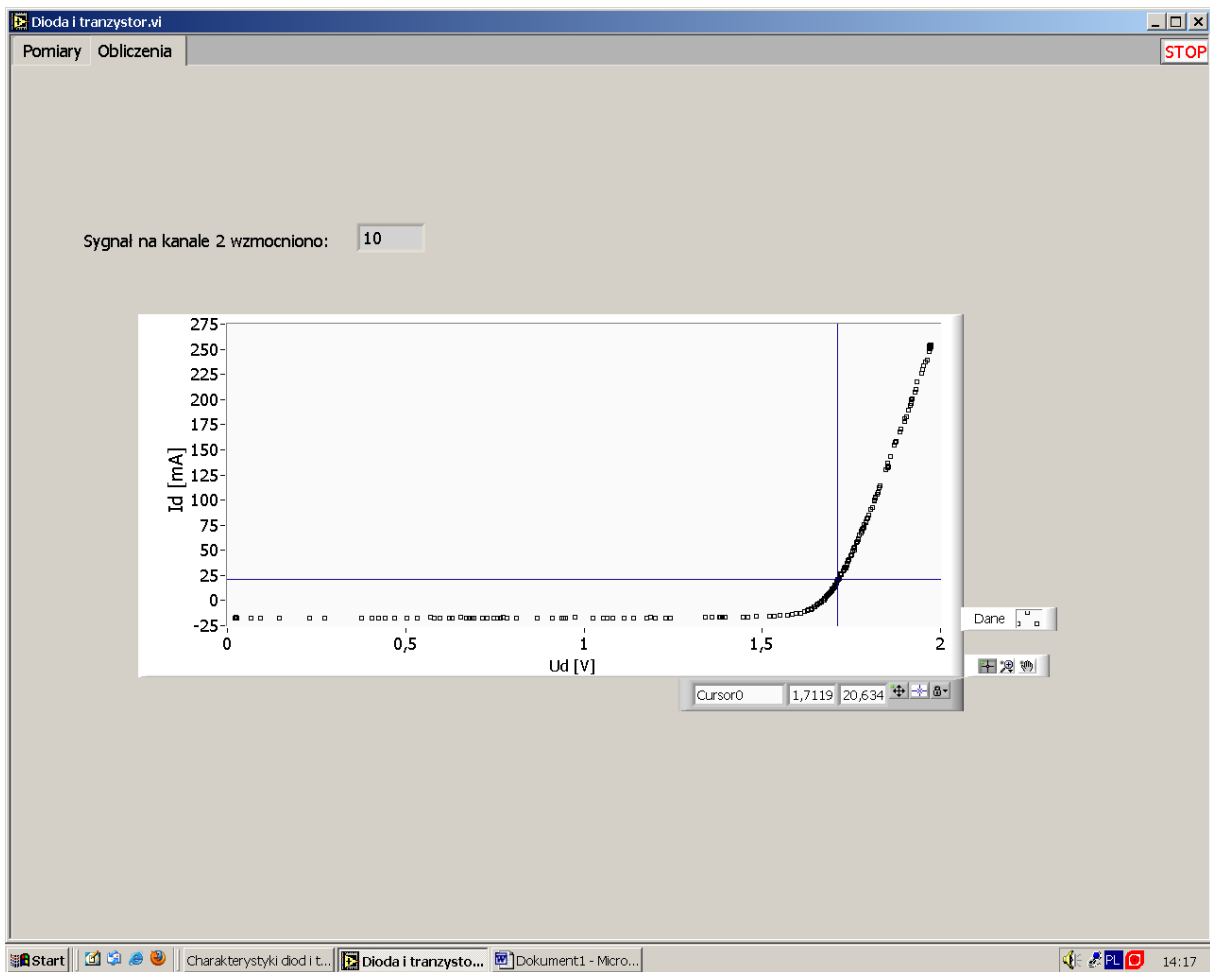 Dioda i tranzystor.vi
Pomiary Obliczenia
STOP
Sygnał na kanale 2 wzmocniono: 10
275
250
225
200
175
150
125
100
75
50
25
0
-25
Id [mA]
0 0,5 1 1,5 2
Ud [V]
Dane
Cursor0 1,7119 20,634
Start Charakterystyki diod i t... Dioda i tranzysto... Dokument1 - Micro... PL 14:17